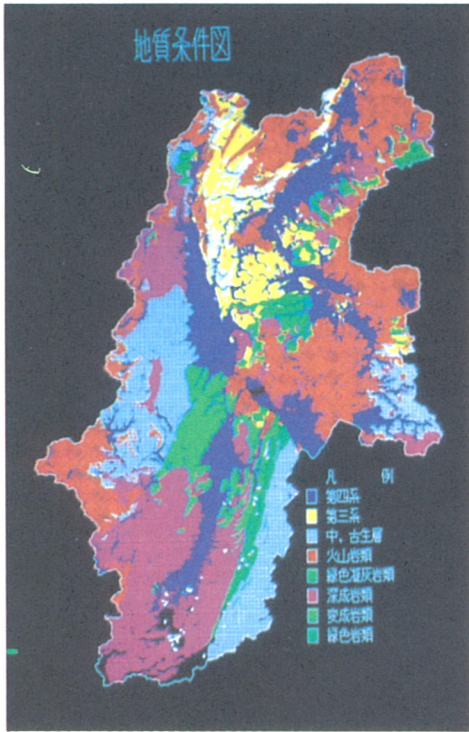 地質条件図
凡 例
第四系
第三系
中、古生層
火山岩類
緑色凝灰岩類
深成岩類
変成岩類
緑色岩類